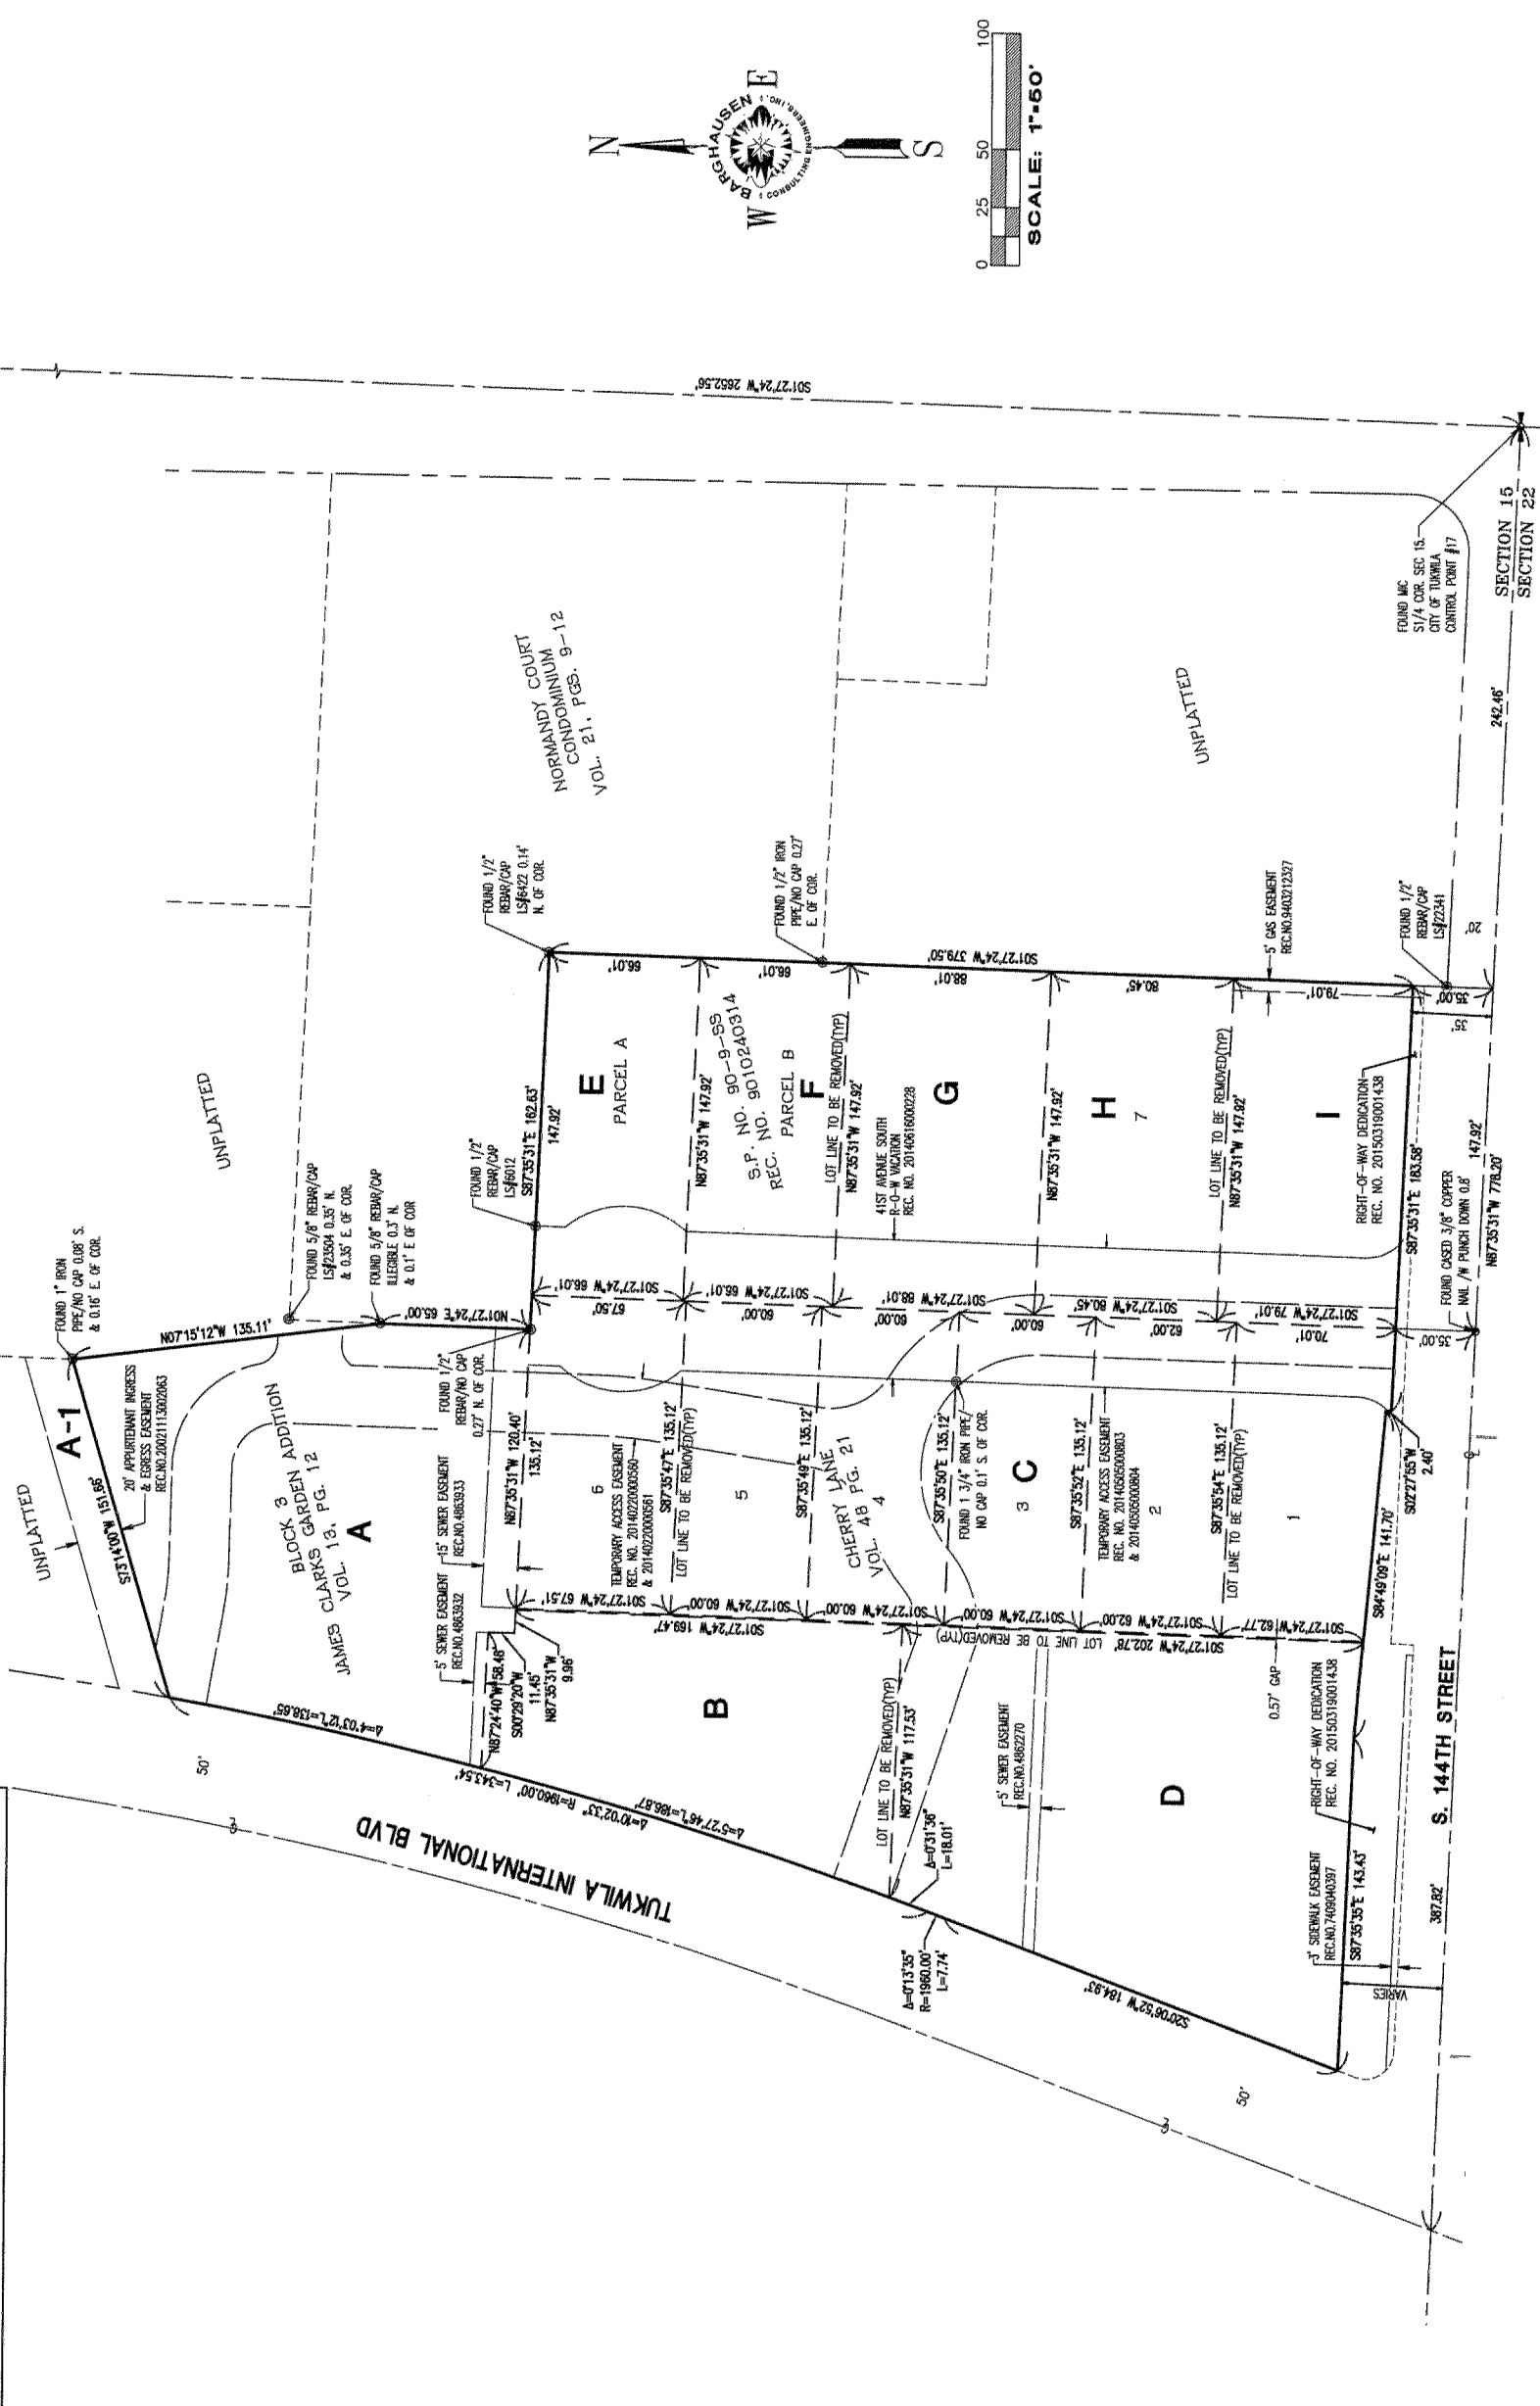 N
W
E
S
BARGHAUSEN
CONSULTING ENGINEERS, INC.
0 25 50 100
SCALE: 1"=50'
UNPLATTED
A-1
FOUND 1" IRON
PIPE/NO CAP 0.08' S.
& 0.16' E. OF COR.
S73°14'00"W 151.66'
20' APPURTENANT INGRESS
& EGRESS EASEMENT
REC.NO.20021113002063
N07°15'12"W 135.11'
UNPLATTED
FOUND 5/8" REBAR/CAP
LS#23504 0.35' N.
& 0.35' E. OF COR.
FOUND 5/8" REBAR/CAP
ILLEGIBLE 0.3' N.
& 0.1' E OF COR
N01°27'24"E 65.00'
BLOCK 3
JAMES CLARKS GARDEN ADDITION
VOL. 13, PG. 12
A
50'
Δ=4°03'12"L=138.65'
5' SEWER EASEMENT
REC.NO.4863932
15' SEWER EASEMENT
REC.NO.4863933
FOUND 1/2"
REBAR/NO CAP
0.27' N. OF COR.
N87°24'40"W 58.48'
S00°29'20"W
11.45'
N87°35'31"W
9.96'
N87°35'31"W 120.40'
135.12'
FOUND 1/2"
REBAR/CAP
LS#6012
S87°35'31"E 162.63'
147.92'
FOUND 1/2"
REBAR/CAP
LS#6422 0.14'
N. OF COR.
NORMANDY COURT
CONDOMINIUM
VOL. 21, PGS. 9-12
S01°27'24"W 2652.56'
TUKWILA INTERNATIONAL BLVD
Δ=10°02'33" R=1960.00' L=343.54'
Δ=5°27'46"L=186.87'
B
S01°27'24"W 169.47'
S01°27'24"W 67.51'
6
TEMPORARY ACCESS EASEMENT
REC. NO. 20140220000560
& 20140220000561
S87°35'47"E 135.12'
LOT LINE TO BE REMOVED(TYP)
S01°27'24"W 60.00'
5
S87°35'49"E 135.12'
CHERRY LANE
VOL. 48 PG. 21
4
S01°27'24"W 60.00'
67.50'
S01°27'24"W 66.01'
60.00'
S01°27'24"W 66.01'
E
PARCEL A
66.01'
N87°35'31"W 147.92'
S.P. NO. 90-9-SS
REC. NO. 9010240314
PARCEL B
F
66.01'
FOUND 1/2" IRON
PIPE/NO CAP 0.27'
E. OF COR.
LOT LINE TO BE REMOVED(TYP)
N87°35'31"W 147.92'
41ST AVENUE SOUTH
R-O-W VACATION
REC. NO. 20140616000228
G
88.01'
S01°27'24"W 379.50'
60.00'
S01°27'24"W 88.01'
LOT LINE TO BE REMOVED(TYP)
N87°35'31"W 117.53'
Δ=0°31'36"
L=18.01'
Δ=0°13'35"
R=1960.00'
L=7.74'
S87°35'50"E 135.12'
FOUND 1 3/4" IRON PIPE/
NO CAP 0.1' S. OF COR.
C
3
S01°27'24"W 60.00'
60.00'
N87°35'31"W 147.92'
H
7
80.45'
S01°27'24"W 80.45'
62.00'
S87°35'52"E 135.12'
TEMPORARY ACCESS EASEMENT
REC. NO. 20140505000803
& 20140505000804
2
S01°27'24"W 62.00'
S01°27'24"W 202.78'
LOT LINE TO BE REMOVED(TYP)
5' SEWER EASEMENT
REC.NO.4862270
S87°35'54"E 135.12'
LOT LINE TO BE REMOVED(TYP)
1
S01°27'24"W 62.77'
0.57' GAP
LOT LINE TO BE REMOVED(TYP)
N87°35'31"W 147.92'
5' GAS EASEMENT
REC.NO.9403212327
I
79.01'
S01°27'24"W 79.01'
70.01'
UNPLATTED
D
S20°06'52"W 184.93'
3' SIDEWALK EASEMENT
REC.NO.7409040397
S87°35'35"E 143.43'
RIGHT-OF-WAY DEDICATION
REC. NO. 20150319001438
S84°49'09"E 141.70'
S02°27'55"W
2.40'
RIGHT-OF-WAY DEDICATION
REC. NO. 20150319001438
S87°35'31"E 183.58'
35.00'
35.00'
35'
20'
FOUND 1/2"
REBAR/CAP
LS#22341
FOUND CASED 3/8" COPPER
NAIL /W PUNCH DOWN 0.8'
FOUND MIC
S1/4 COR. SEC 15.
CITY OF TUKWILA
CONTROL POINT #17
VARIES
50'
S. 144TH STREET
387.82'
147.92'
N87°35'31"W 778.20'
242.46'
SECTION 15
SECTION 22